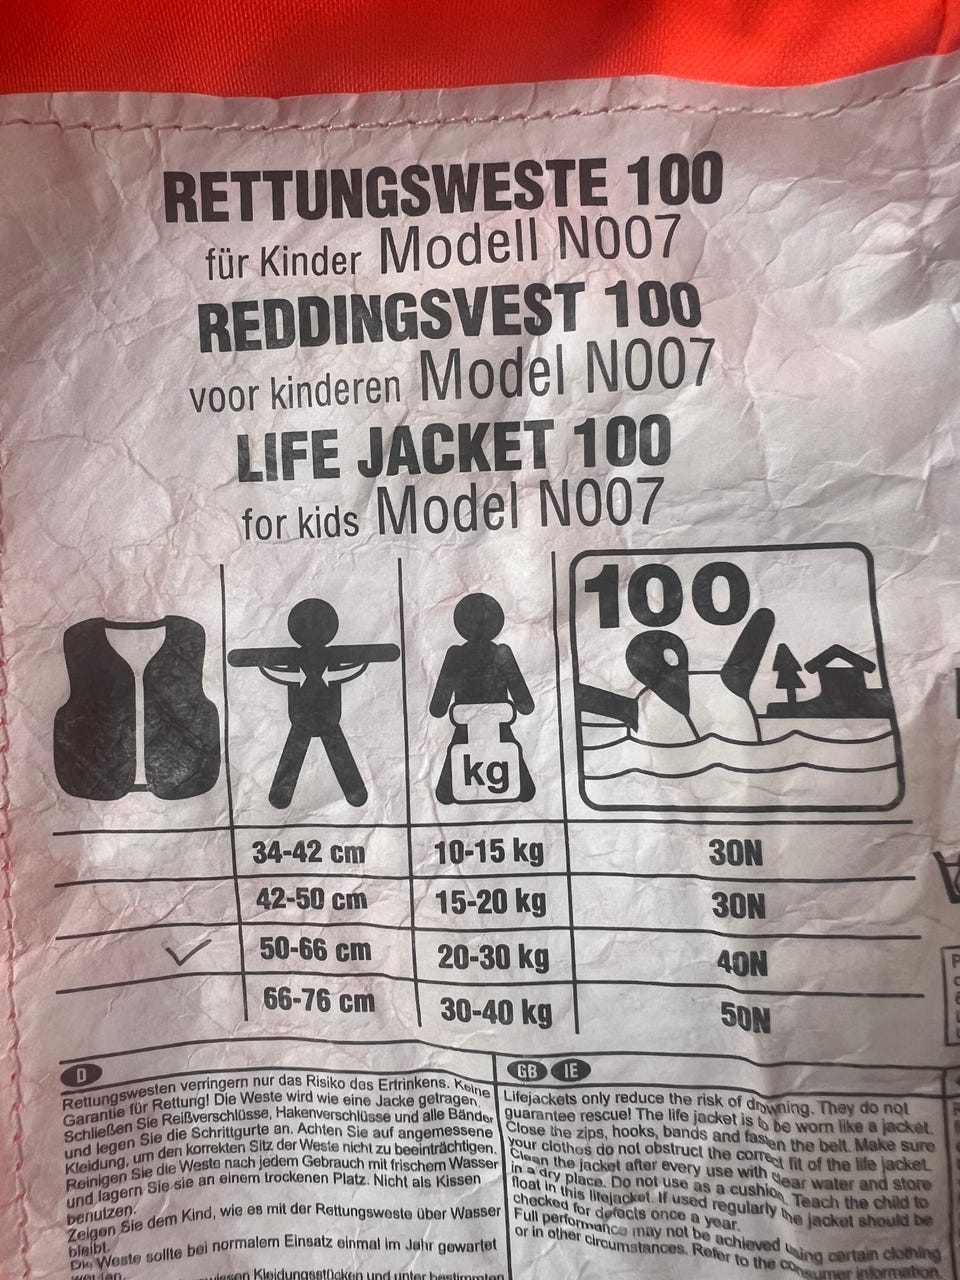 RETTUNGSWESTE 100
für Kinder Modell N007
REDDINGSVEST 100
voor kinderen Model N007
LIFE JACKET 100
for kids Model N007
100
kg
34-42 cm 10-15 kg 30N
42-50 cm 15-20 kg 30N
50-66 cm 20-30 kg 40N
66-76 cm 30-40 kg 50N
D
Rettungswesten verringern nur das Risiko des Ertrinkens. Keine
Garantie für Rettung! Die Weste wird wie eine Jacke getragen.
Schließen Sie Reißverschlüsse, Hakenverschlüsse und alle Bänder
und legen Sie die Schrittgurte an. Achten Sie auf angemessene
Kleidung, um den korrekten Sitz der Weste nicht zu beeinträchtigen.
Reinigen Sie die Weste nach jedem Gebrauch mit frischem Wasser
und lagern Sie sie an einem trockenen Platz. Nicht als Kissen
benutzen.
Zeigen Sie dem Kind, wie es mit der Rettungsweste über Wasser
bleibt.
Die Weste sollte bei normalem Einsatz einmal im Jahr gewartet
werden.
Kleidungsstücken und unter bestimmten
GB IE
Lifejackets only reduce the risk of drowning. They do not
guarantee rescue! The life jacket is to be worn like a jacket.
Close the zips, hooks, bands and fasten the belt. Make sure
your clothes do not obstruct the correct fit of the life jacket.
Clean the jacket after every use with clear water and store
in a dry place. Do not use as a cushion. Teach the child to
float in this lifejacket. If used regularly the jacket should be
checked for defects once a year.
Full performance may not be achieved using certain clothing
or in other circumstances. Refer to the consumer information